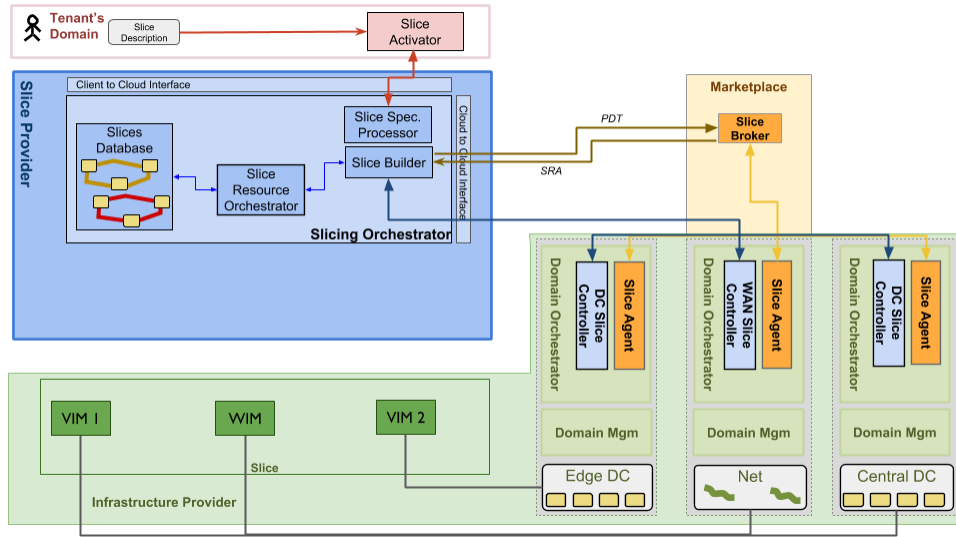 Tenant's
Domain
Slice
Description
Slice
Activator
Slice Provider
Client to Cloud Interface
Cloud to Cloud Interface
Slices
Database
Slice
Resource
Orchestrator
Slice Spec.
Processor
Slice Builder
Slicing Orchestrator
PDT
SRA
Marketplace
Slice
Broker
Domain Orchestrator
DC Slice
Controller
Slice Agent
Domain Mgm
Edge DC
Domain Orchestrator
WAN Slice
Controller
Slice Agent
Domain Mgm
Net
Domain Orchestrator
DC Slice
Controller
Slice Agent
Domain Mgm
Central DC
VIM 1
WIM
VIM 2
Slice
Infrastructure Provider